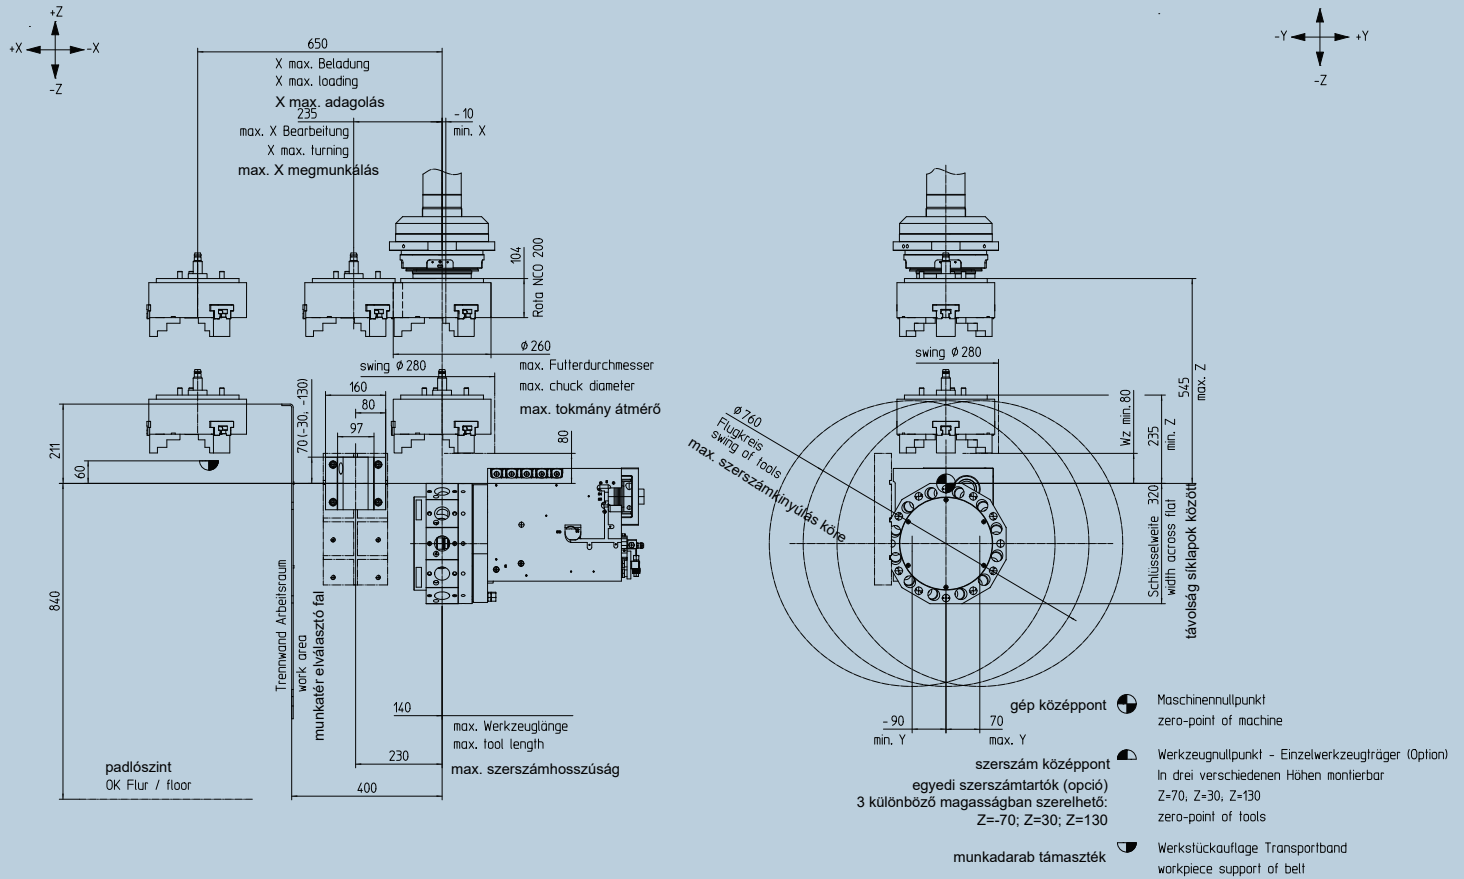 +Z
+X
-X
-Z
-Y
+Y
-Z
650
X max. Beladung
X max. loading
X max. adagolás
235
max. X Bearbeitung
X max. turning
max. X megmunkálás
- 10
min. X
104
Rota NCO 200
Ø 260
max. Futterdurchmesser
max. chuck diameter
max. tokmány átmérő
swing Ø 280
160
80
97
70 (-30, -130)
80
211
60
840
Trennwand Arbeitsraum
work area
munkatér elválasztó fal
140
max. Werkzeuglänge
max. tool length
max. szerszámhosszúság
230
400
padlószint
OK Flur / floor
swing Ø 280
Ø 760
Flugkreis
swing of tools
max. szerszámkinyúlás köre
545
max. Z
Wz min. 80
235
min. Z
Schlüsselweite 320
width across flat
távolság síklapok között
- 90
min. Y
70
max. Y
gép középpont
Maschinennullpunkt
zero-point of machine
szerszám középpont
egyedi szerszámtartók (opció)
3 különböző magasságban szerelhető:
Z=-70; Z=30; Z=130
Werkzeugnullpunkt - Einzelwerkzeugträger (Option)
In drei verschiedenen Höhen montierbar
Z=70; Z=30; Z=130
zero-point of tools
munkadarab támaszték
Werkstückauflage Transportband
workpiece support of belt